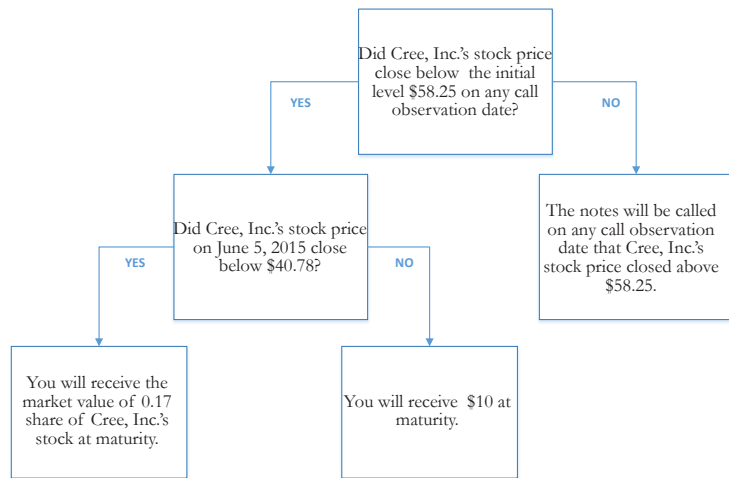 Did Cree, Inc.'s stock price
close below the initial
level $58.25 on any call
observation date?
YES
NO
Did Cree, Inc.'s stock price
on June 5, 2015 close
below $40.78?
The notes will be called
on any call observation
date that Cree, Inc.'s
stock price closed above
$58.25.
YES
NO
You will receive the
market value of 0.17
share of Cree, Inc.'s
stock at maturity.
You will receive $10 at
maturity.